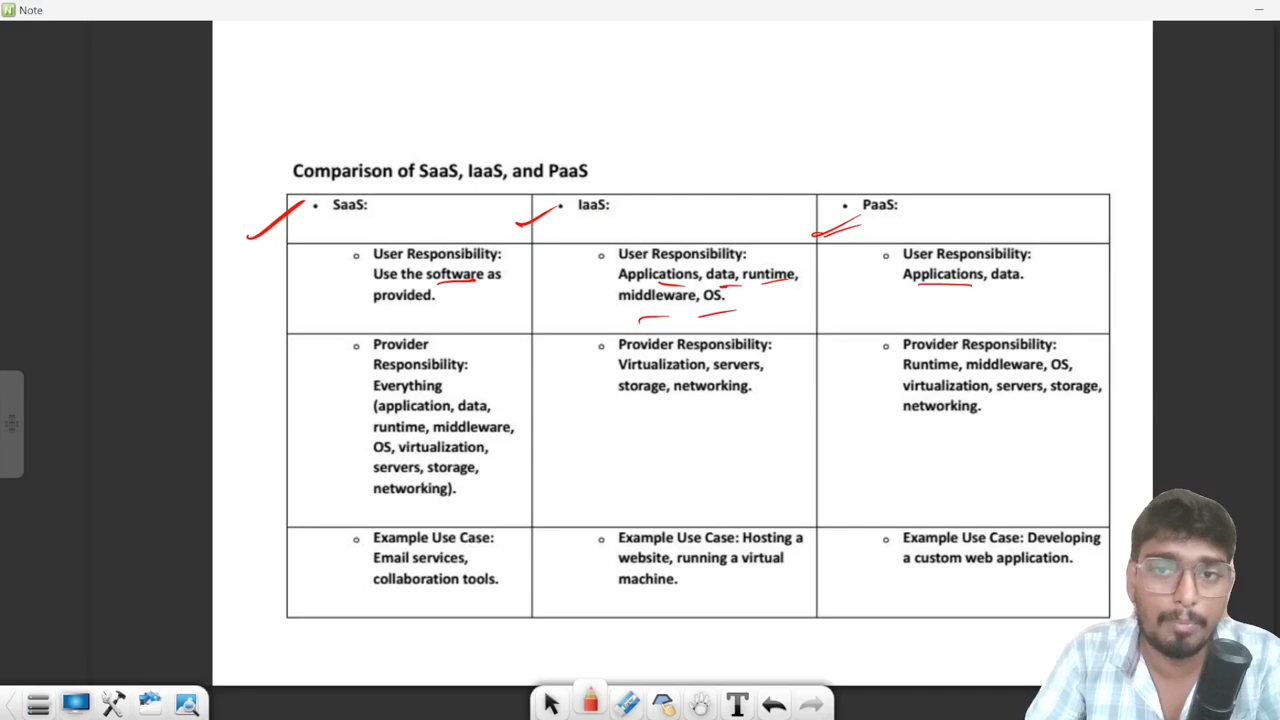 Note
Comparison of SaaS, IaaS, and PaaS
• SaaS:
• IaaS:
• PaaS:
o User Responsibility:
Use the software as
provided.
o User Responsibility:
Applications, data, runtime,
middleware, OS.
o User Responsibility:
Applications, data.
o Provider
Responsibility:
Everything
(application, data,
runtime, middleware,
OS, virtualization,
servers, storage,
networking).
o Provider Responsibility:
Virtualization, servers,
storage, networking.
o Provider Responsibility:
Runtime, middleware, OS,
virtualization, servers, storage,
networking.
o Example Use Case:
Email services,
collaboration tools.
o Example Use Case: Hosting a
website, running a virtual
machine.
o Example Use Case: Developing
a custom web application.